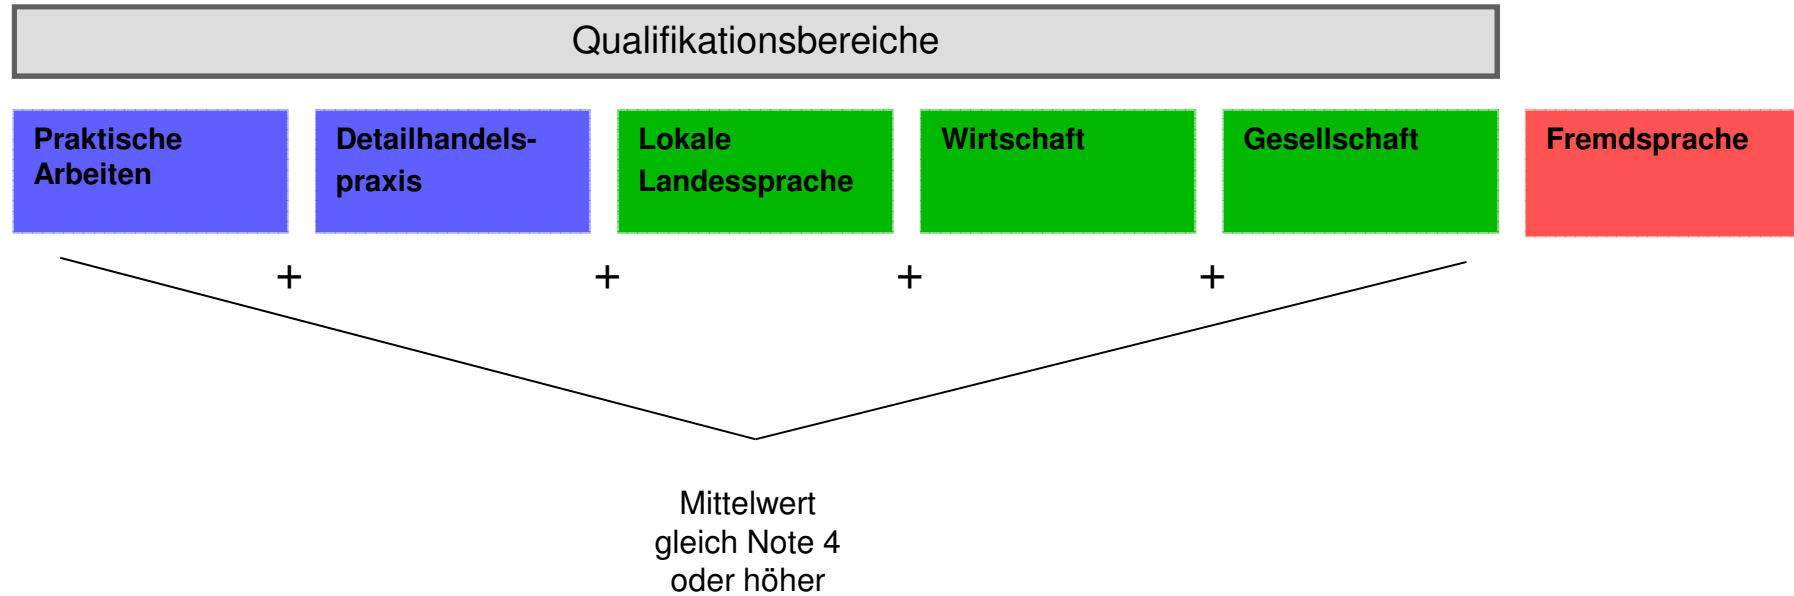 Qualifikationsbereiche
Praktische
Arbeiten
Detailhandels-
praxis
Lokale
Landessprache
Wirtschaft
Gesellschaft
Fremdsprache
+ + + +
Mittelwert
gleich Note 4
oder höher